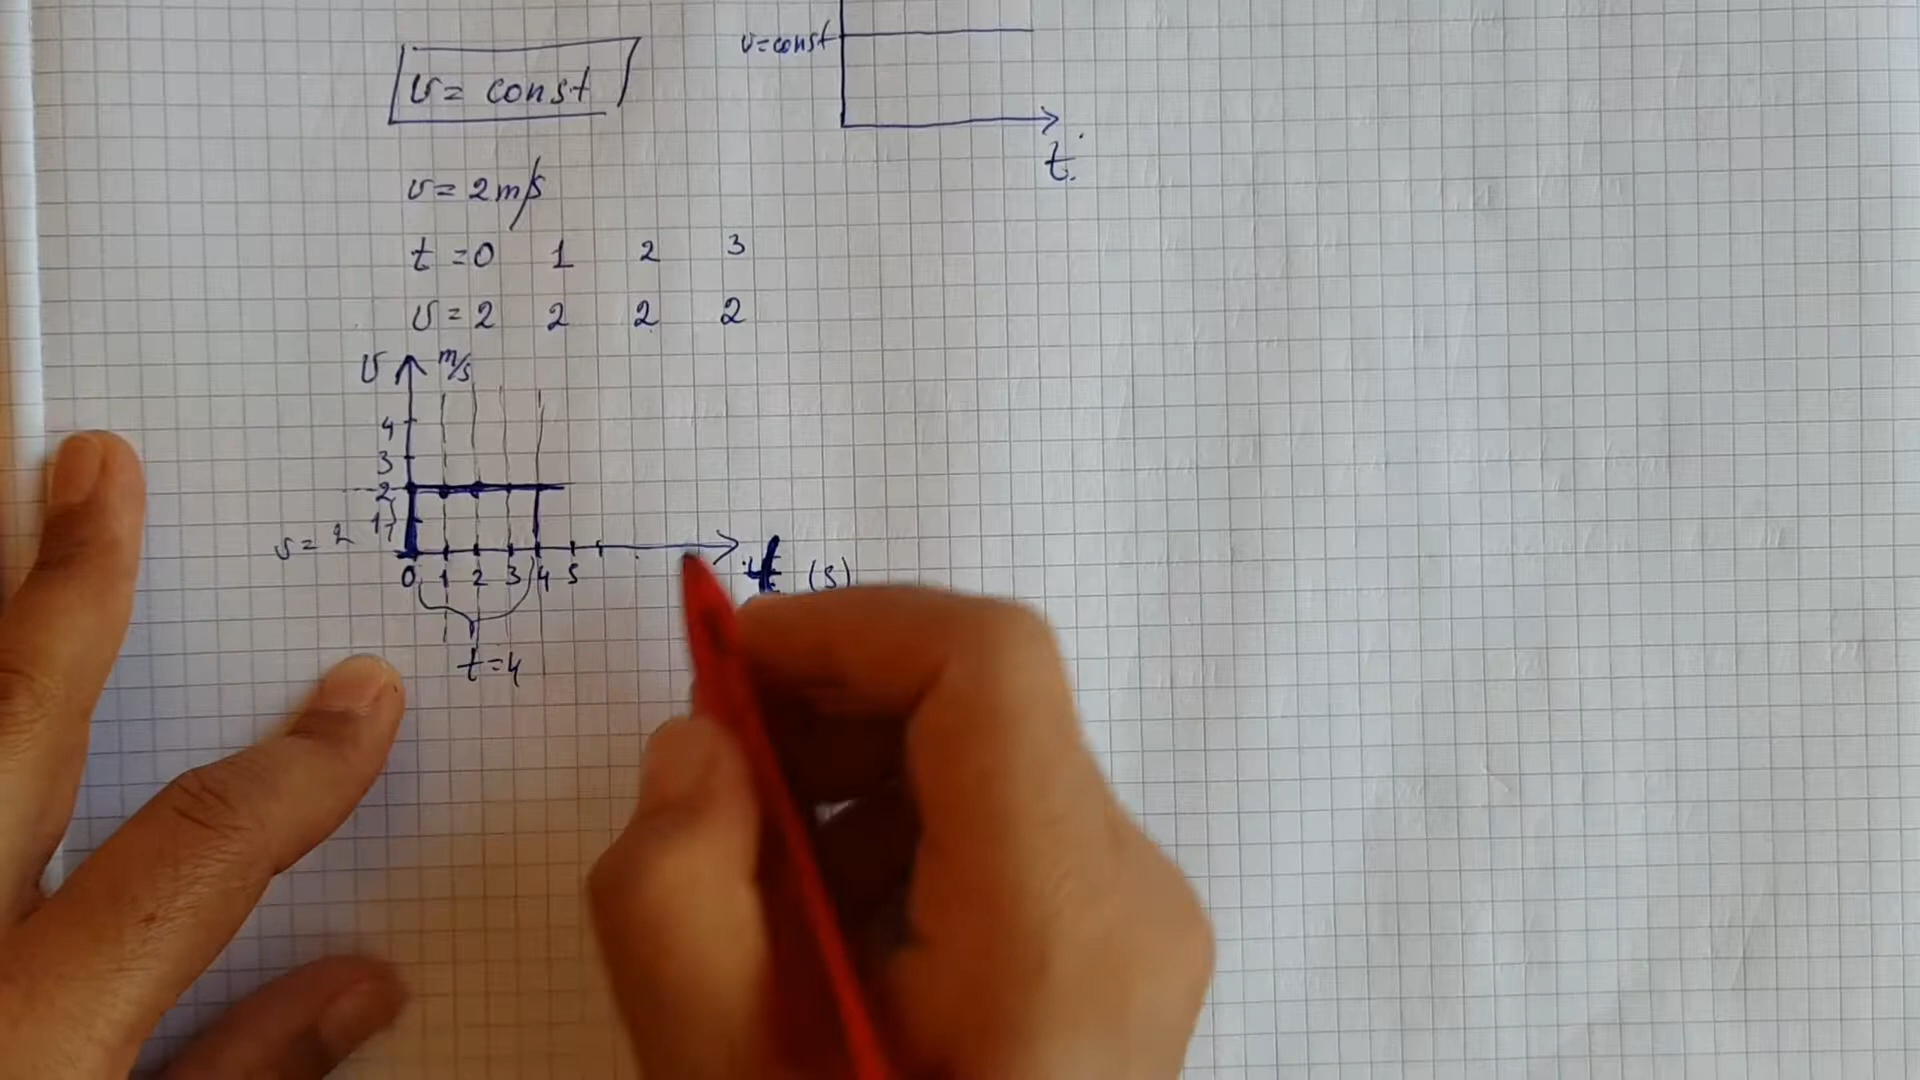 v=const
v= const
t.
v= 2m/s
t =0 1 2 3
v= 2 2 2 2
v m/s
4
3
2
1
v= 2
0 1 2 3 4 5
t (s)
t=4